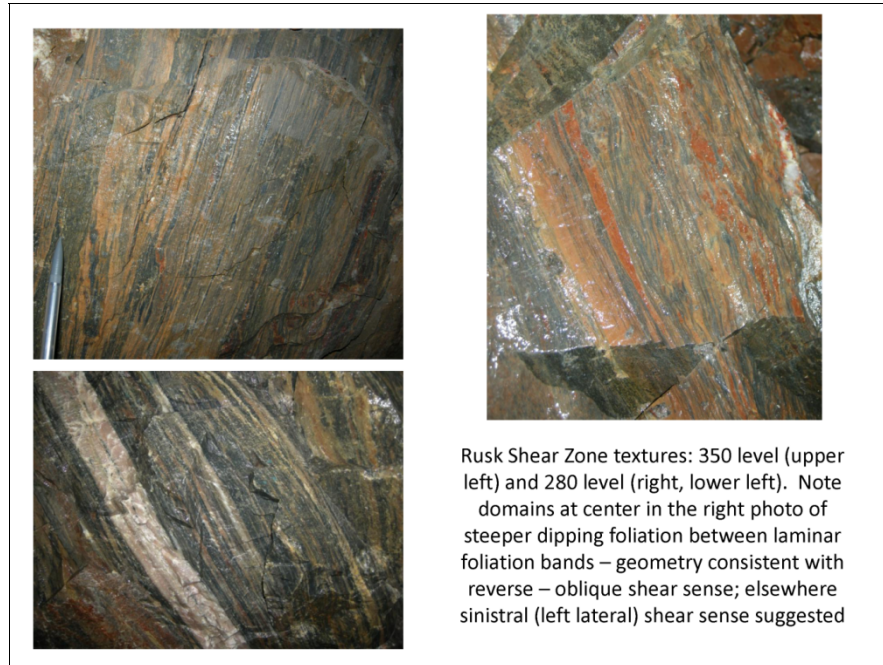 Rusk Shear Zone textures: 350 level (upper
left) and 280 level (right, lower left).  Note
domains at center in the right photo of
steeper dipping foliation between laminar
foliation bands – geometry consistent with
reverse – oblique shear sense; elsewhere
sinistral (left lateral) shear sense suggested